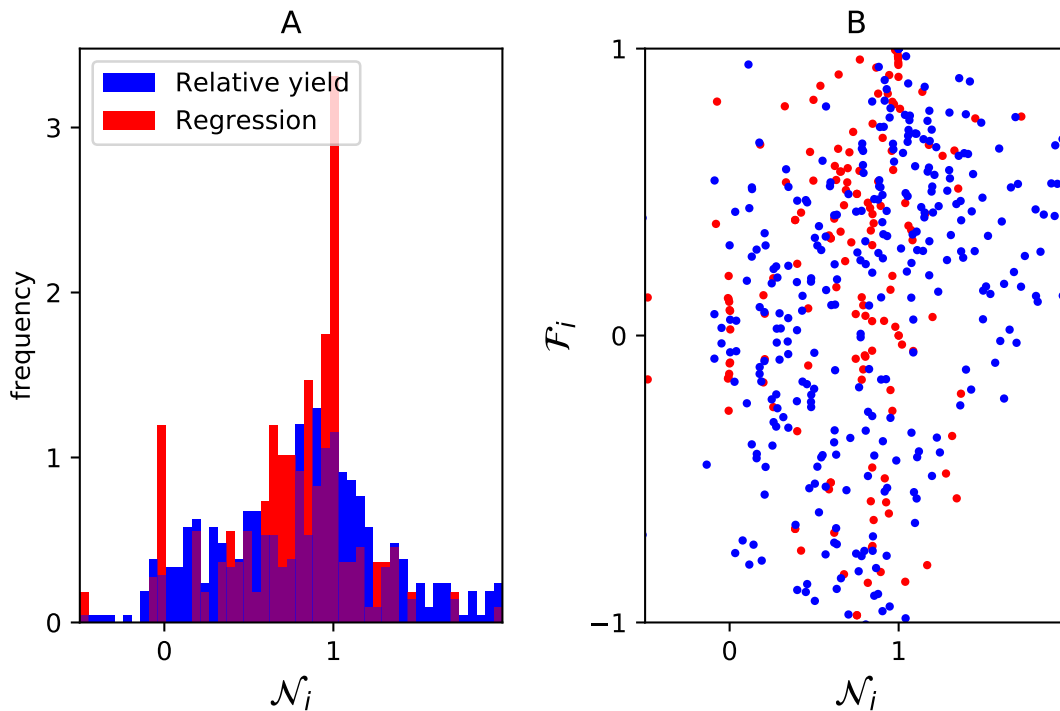 A
Relative yield
Regression
frequency
3
2
1
0
0
1
𝒩i
B
ℱi
1
0
−1
0
1
𝒩i